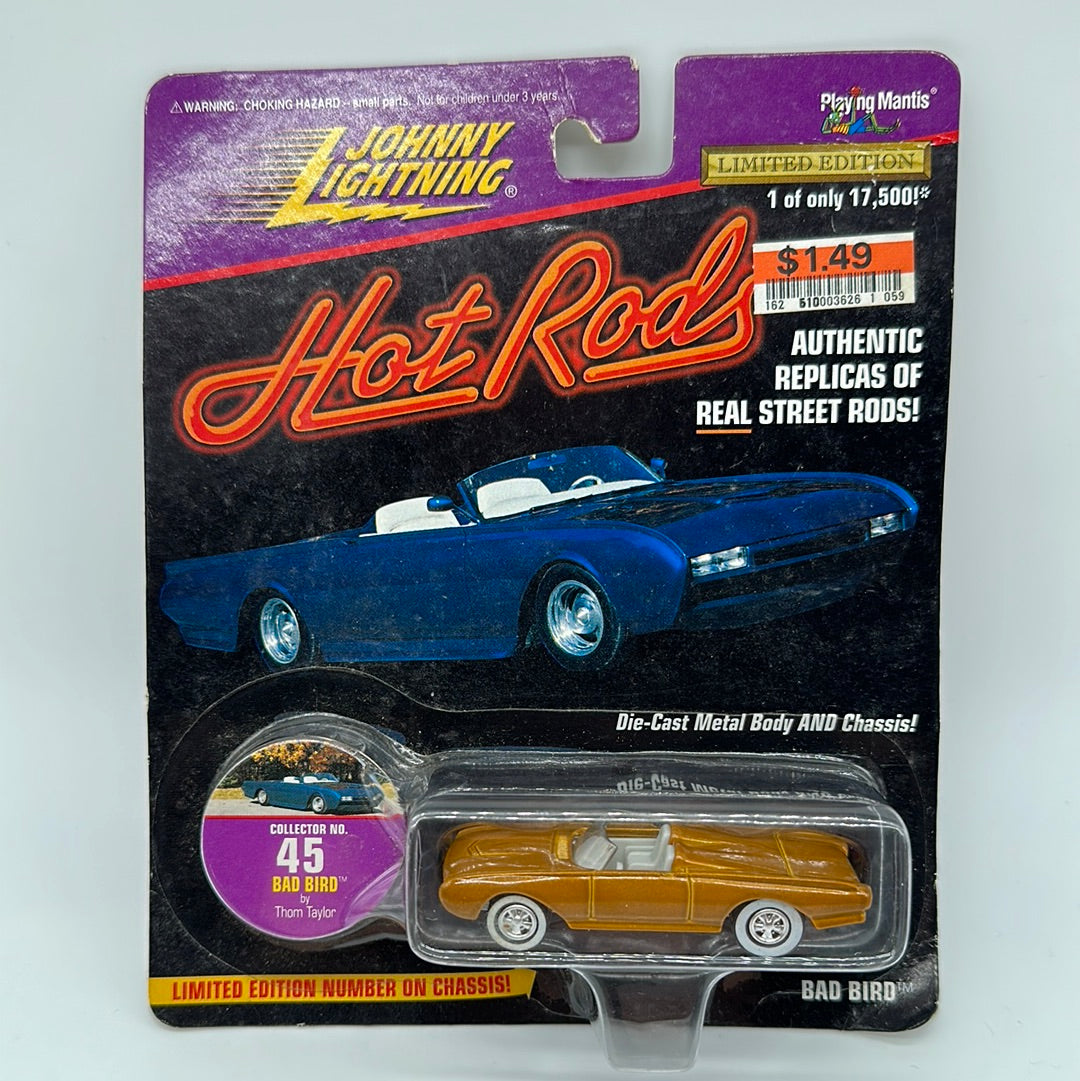 ⚠WARNING: CHOKING HAZARD -- small parts. Not for children under 3 years.
Playing Mantis®
JOHNNY
LIGHTNING®
LIMITED EDITION
1 of only 17,500!*
Hot Rods
$1.49
162 510003626 1 059
AUTHENTIC
REPLICAS OF
REAL STREET RODS!
Die-Cast Metal Body AND Chassis!
COLLECTOR NO.
45
BAD BIRD™
by
Thom Taylor
LIMITED EDITION NUMBER ON CHASSIS!
BAD BIRD™